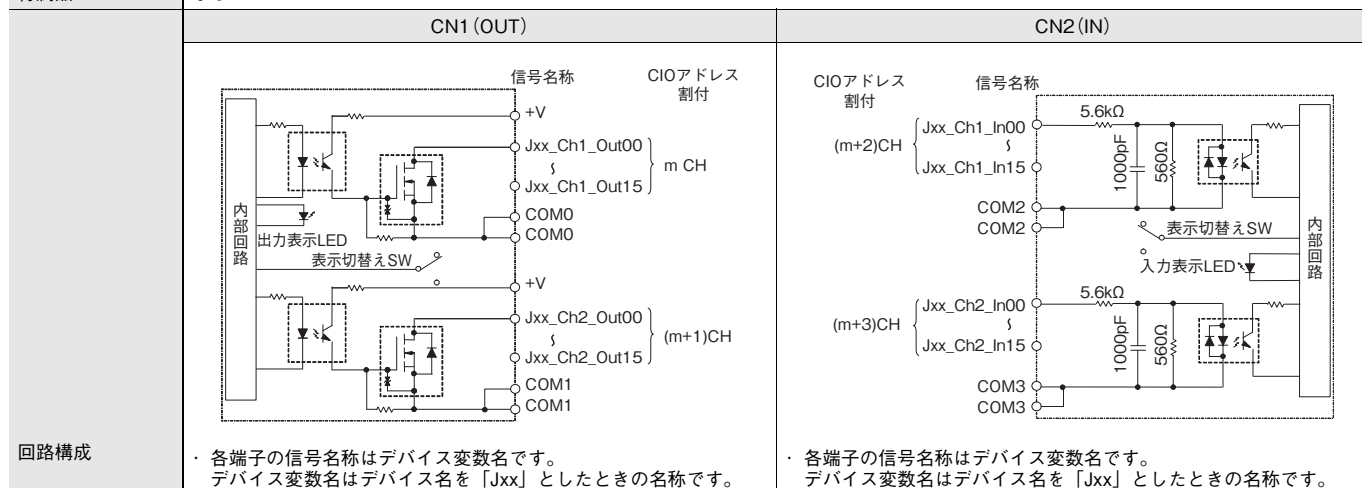 CN1(OUT)
CN2(IN)
信号名称
CIOアドレス
割付
+V
Jxx_Ch1_Out00
~
Jxx_Ch1_Out15
m CH
COM0
COM0
内部回路
出力表示LED
表示切替えSW
+V
Jxx_Ch2_Out00
~
Jxx_Ch2_Out15
(m+1)CH
COM1
COM1
CIOアドレス
割付
信号名称
5.6kΩ
(m+2)CH
Jxx_Ch1_In00
~
Jxx_Ch1_In15
1000pF
560Ω
COM2
COM2
表示切替えSW
内部回路
入力表示LED
5.6kΩ
(m+3)CH
Jxx_Ch2_In00
~
Jxx_Ch2_In15
1000pF
560Ω
COM3
COM3
回路構成
・ 各端子の信号名称はデバイス変数名です。
デバイス変数名はデバイス名を「Jxx」としたときの名称です。
・ 各端子の信号名称はデバイス変数名です。
デバイス変数名はデバイス名を「Jxx」としたときの名称です。